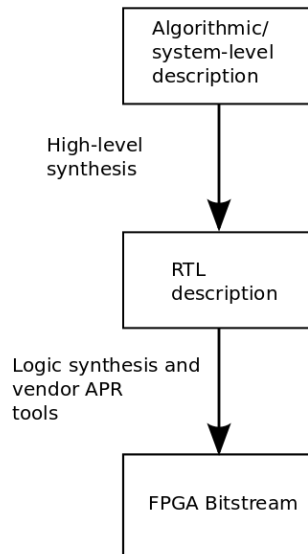 Algorithmic/
system-level
description
High-level
synthesis
RTL
description
Logic synthesis and
vendor APR
tools
FPGA Bitstream